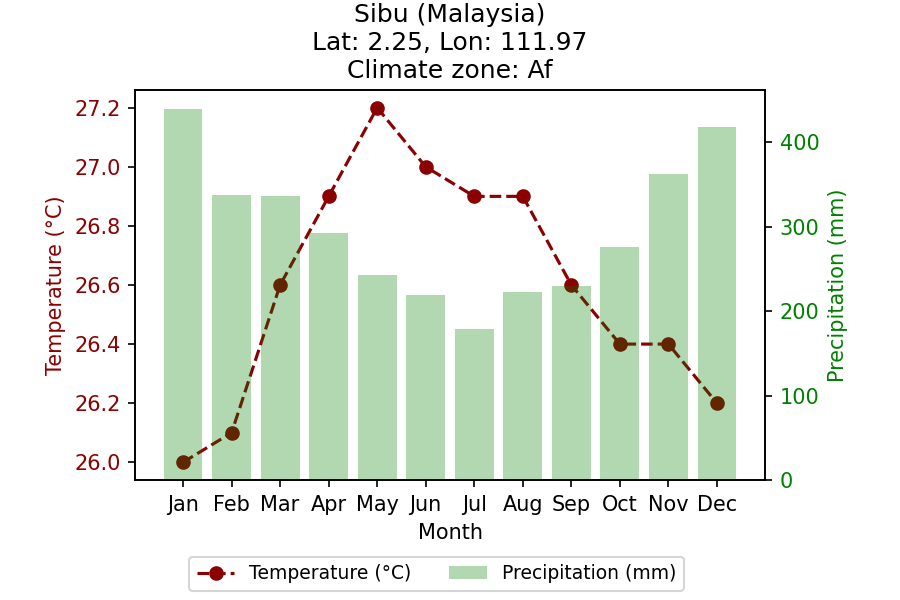 Sibu (Malaysia)
Lat: 2.25, Lon: 111.97
Climate zone: Af
27.2
27.0
26.8
26.6
26.4
26.2
26.0
Temperature (°C)
400
300
200
100
0
Precipitation (mm)
Jan Feb Mar Apr May Jun Jul Aug Sep Oct Nov Dec
Month
Temperature (°C) Precipitation (mm)